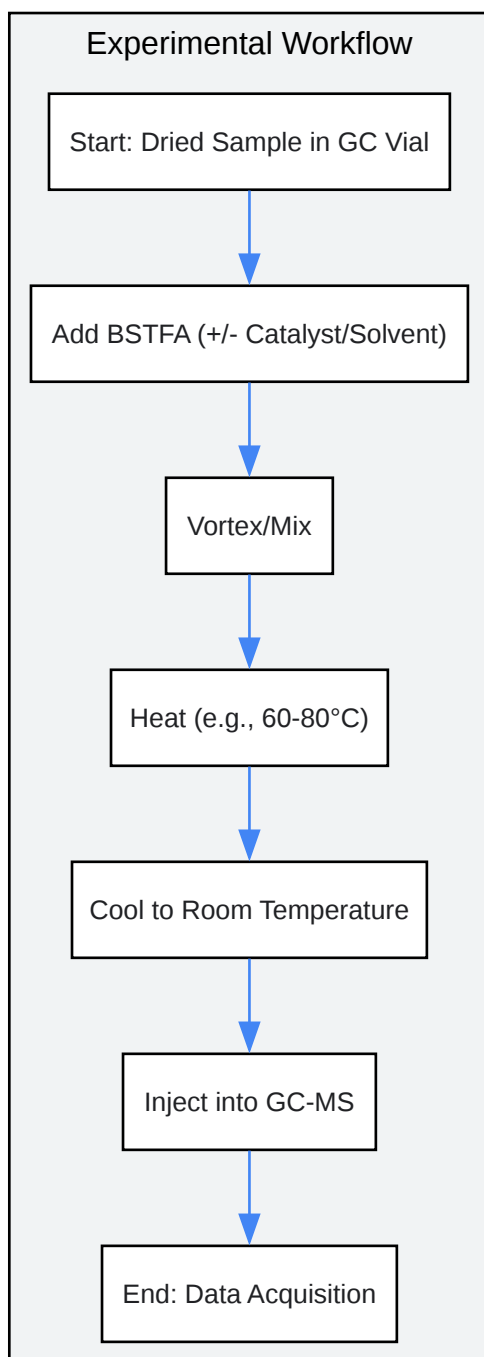 Experimental Workflow
Start: Dried Sample in GC Vial
Add BSTFA (+/- Catalyst/Solvent)
Vortex/Mix
Heat (e.g., 60-80°C)
Cool to Room Temperature
Inject into GC-MS
End: Data Acquisition